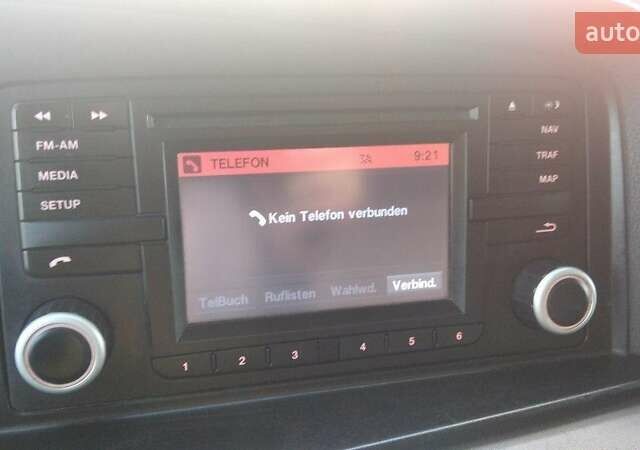 auto
FM-AM
MEDIA
SETUP
NAV
TRAF
MAP
TELEFON 9:21
Kein Telefon verbunden
TelBuch Ruflisten Wahlwd. Verbind.
1 2 3 4 5 6